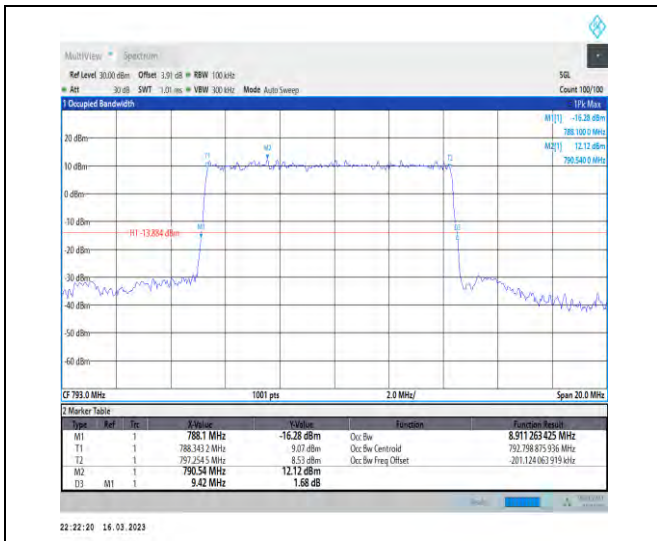 MultiView Spectrum
Ref Level 30.00 dBm Offset 3.91 dB RBW 100 kHz SGL
Att 30 dB SWT 1.01 ms VBW 300 kHz Mode Auto Sweep Count 100/100
1 Occupied Bandwidth 1Pk Max
M1[1] -16.28 dBm
788.100 0 MHz
M2[1] 12.12 dBm
790.540 0 MHz
20 dBm
T1 M2 T2
10 dBm
0 dBm
-10 dBm
M1 D3
H1 -13.884 dBm
-20 dBm
-30 dBm
-40 dBm
-50 dBm
-60 dBm
CF 793.0 MHz 1001 pts 2.0 MHz/ Span 20.0 MHz
2 Marker Table
Type Ref Trc X-Value Y-Value Function Function Result
M1 1 788.1 MHz -16.28 dBm Occ Bw 8.911 263 425 MHz
T1 1 788.343 2 MHz 9.07 dBm Occ Bw Centroid 792.798 875 936 MHz
T2 1 797.254 5 MHz 8.53 dBm Occ Bw Freq Offset -201.124 063 919 kHz
M2 1 790.54 MHz 12.12 dBm
D3 M1 1 9.42 MHz 1.68 dB
22:22:20 16.03.2023